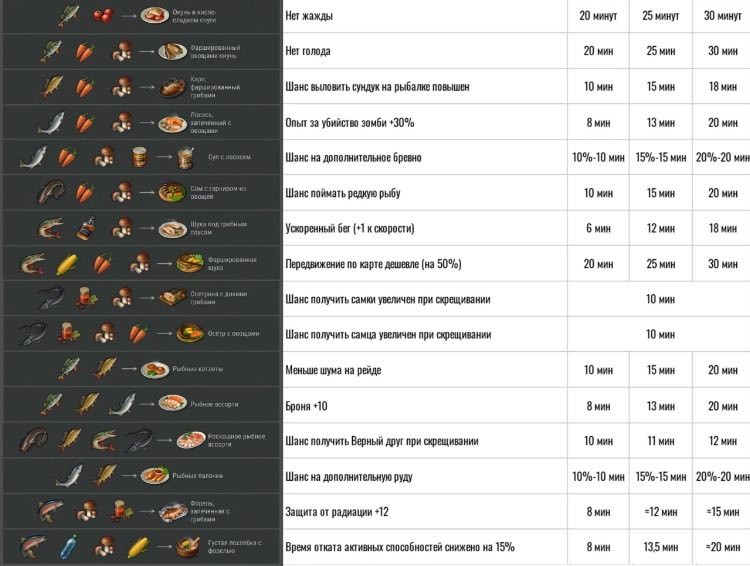 Окунь в кисло-
сладком соусе
Нет жажды 20 минут 25 минут 30 минут
Фаршированный
овощами окунь
Нет голода 20 мин 25 мин 30 мин
Карп,
фаршированный
грибами
Шанс выловить сундук на рыбалке повышен 10 мин 15 мин 18 мин
Лосось,
запеченный с
овощами
Опыт за убийство зомби +30% 8 мин 13 мин 20 мин
Суп с лососем
Шанс на дополнительное бревно 10%-10 мин 15%-15 мин 20%-20 мин
Сом с гарниром из
овощей
Шанс поймать редкую рыбу 10 мин 15 мин 20 мин
Щука под грибным
соусом
Ускоренный бег (+1 к скорости) 6 мин 12 мин 18 мин
Фаршированная
щука
Передвижение по карте дешевле (на 50%) 20 мин 25 мин 30 мин
Осетрина с дикими
грибами
Шанс получить самки увеличен при скрещивании 10 мин
Осётр с овощами
Шанс получить самца увеличен при скрещивании 10 мин
Рыбные котлеты
Меньше шума на рейде 10 мин 15 мин 20 мин
Рыбное ассорти
Броня +10 8 мин 13 мин 20 мин
Роскошное рыбное
ассорти
Шанс получить Верный друг при скрещивании 10 мин 11 мин 12 мин
Рыбные палочки
Шанс на дополнительную руду 10%-10 мин 15%-15 мин 20%-20 мин
Форель,
запеченная с
грибами
Защита от радиации +12 8 мин ≈12 мин ≈15 мин
Густая похлебка с
форелью
Время отката активных способностей снижено на 15% 8 мин 13,5 мин ≈20 мин